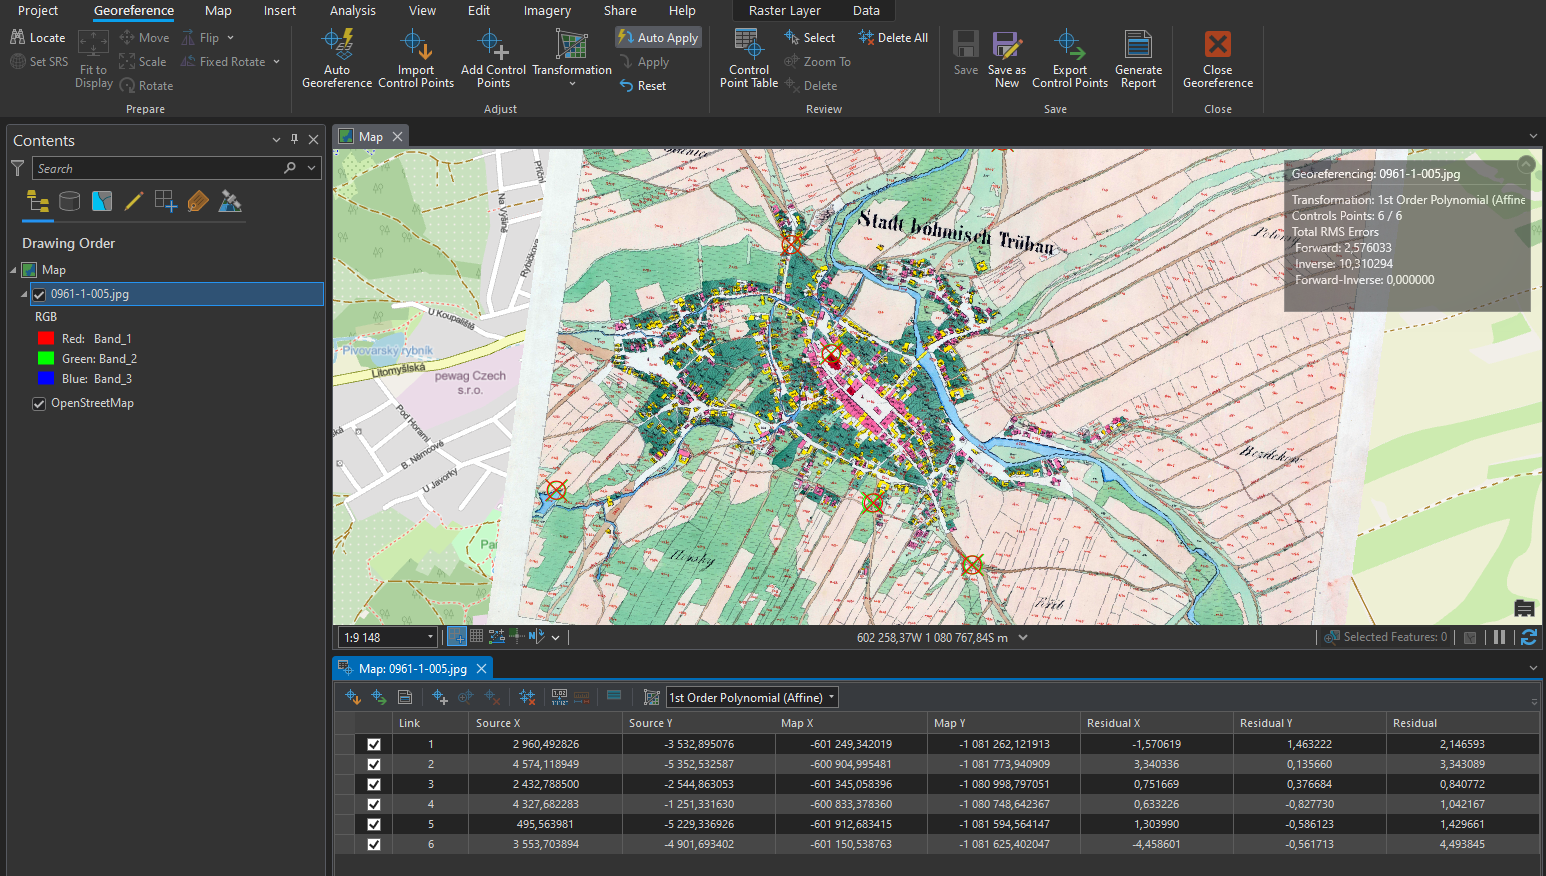 Project Georeference Map Insert Analysis View Edit Imagery Share Help Raster Layer Data
Locate Move Flip Auto Apply Select Delete All
Set SRS Scale Fixed Rotate Apply Zoom To
Fit to Display Rotate Reset Delete
Auto Georeference Import Control Points Add Control Points Transformation Control Point Table Save Save as New Export Control Points Generate Report Close Georeference
Prepare Adjust Review Save Close
Contents
Search
Drawing Order
Map
0961-1-005.jpg
RGB
Red: Band_1
Green: Band_2
Blue: Band_3
OpenStreetMap
Map
Příční
Na Výsluně
Rybičkova
U Koupaliště
Pivovarský rybník
Litomyšlská
pewag Czech
s.r.o.
Pod Horami
B. Němcové
U Javorky
Stadt böhmisch Trübau
Georeferencing: 0961-1-005.jpg
Transformation: 1st Order Polynomial (Affine
Controls Points: 6 / 6
Total RMS Errors
Forward: 2,576033
Inverse: 10,310294
Forward-Inverse: 0,000000
1:9 148
602 258,37W 1 080 767,84S m
Selected Features: 0
Map: 0961-1-005.jpg
1st Order Polynomial (Affine)
Link Source X Source Y Map X Map Y Residual X Residual Y Residual
1 2 960,492826 -3 532,895076 -601 249,342019 -1 081 262,121913 -1,570619 1,463222 2,146593
2 4 574,118949 -5 352,532587 -600 904,995481 -1 081 773,940909 3,340336 0,135660 3,343089
3 2 432,788500 -2 544,863053 -601 345,058396 -1 080 998,797051 0,751669 0,376684 0,840772
4 4 327,682283 -1 251,331630 -600 833,378360 -1 080 748,642367 0,633226 -0,827730 1,042167
5 495,563981 -5 229,336926 -601 912,683415 -1 081 594,564147 1,303990 -0,586123 1,429661
6 3 553,703894 -4 901,693402 -601 150,538763 -1 081 625,402047 -4,458601 -0,561713 4,493845